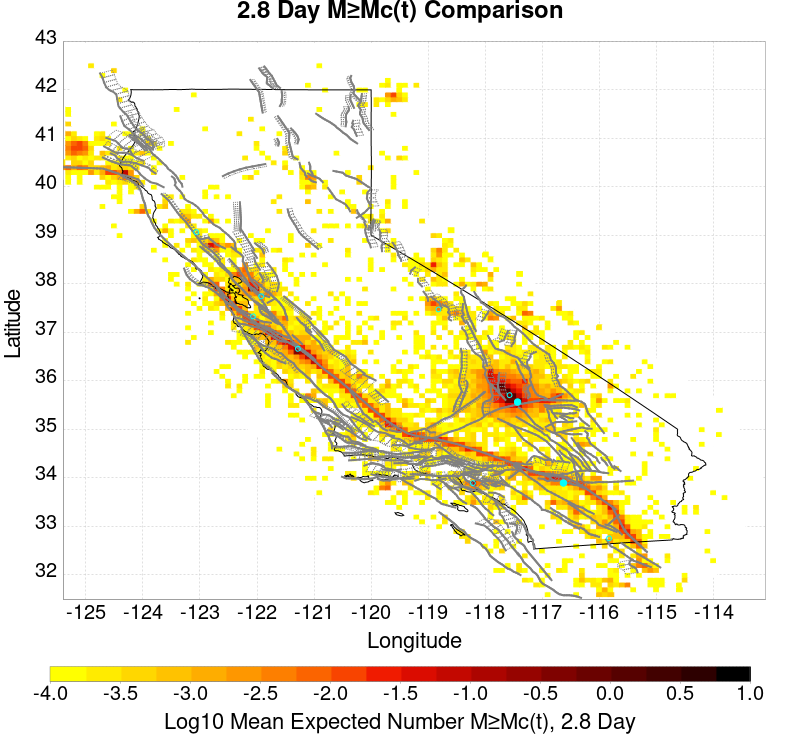 2.8 Day M≥Mc(t) Comparison
43
42
41
40
39
38
37
36
35
34
33
32
Latitude
-125 -124 -123 -122 -121 -120 -119 -118 -117 -116 -115 -114
Longitude
-4.0 -3.5 -3.0 -2.5 -2.0 -1.5 -1.0 -0.5 0.0 0.5 1.0
Log10 Mean Expected Number M≥Mc(t), 2.8 Day